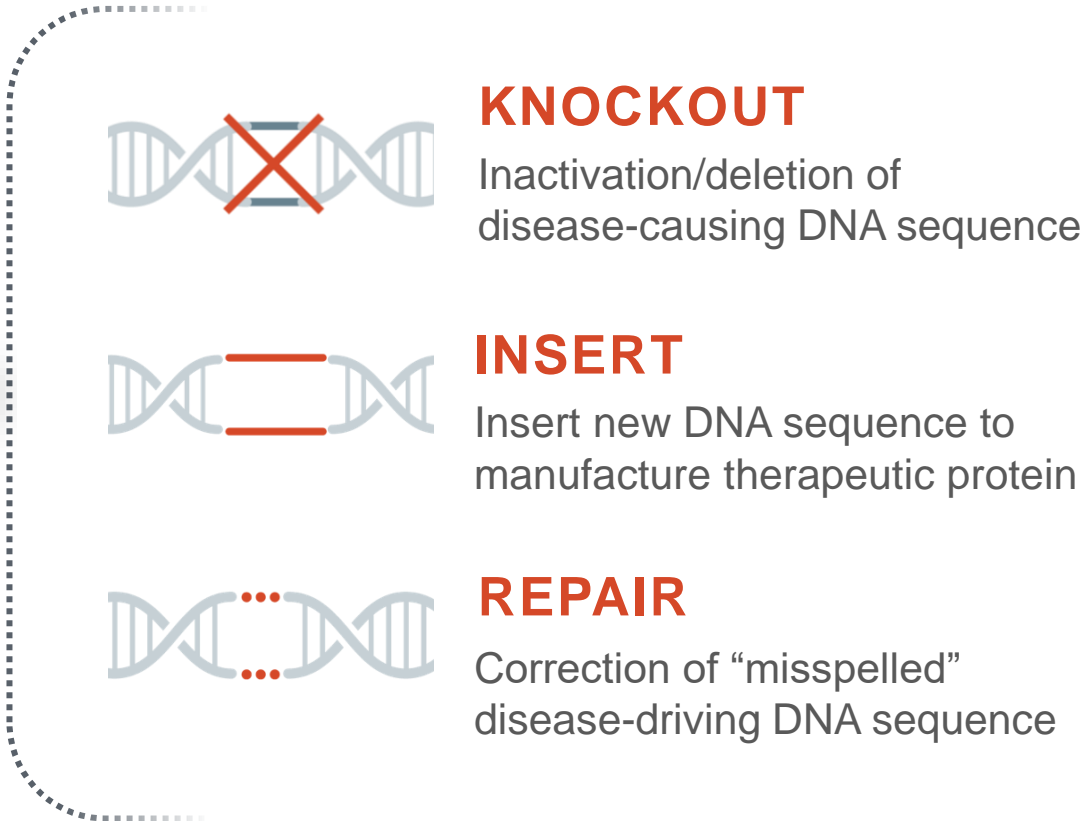 KNOCKOUT
Inactivation/deletion of
disease-causing DNA sequence
INSERT
Insert new DNA sequence to
manufacture therapeutic protein
REPAIR
Correction of “misspelled”
disease-driving DNA sequence